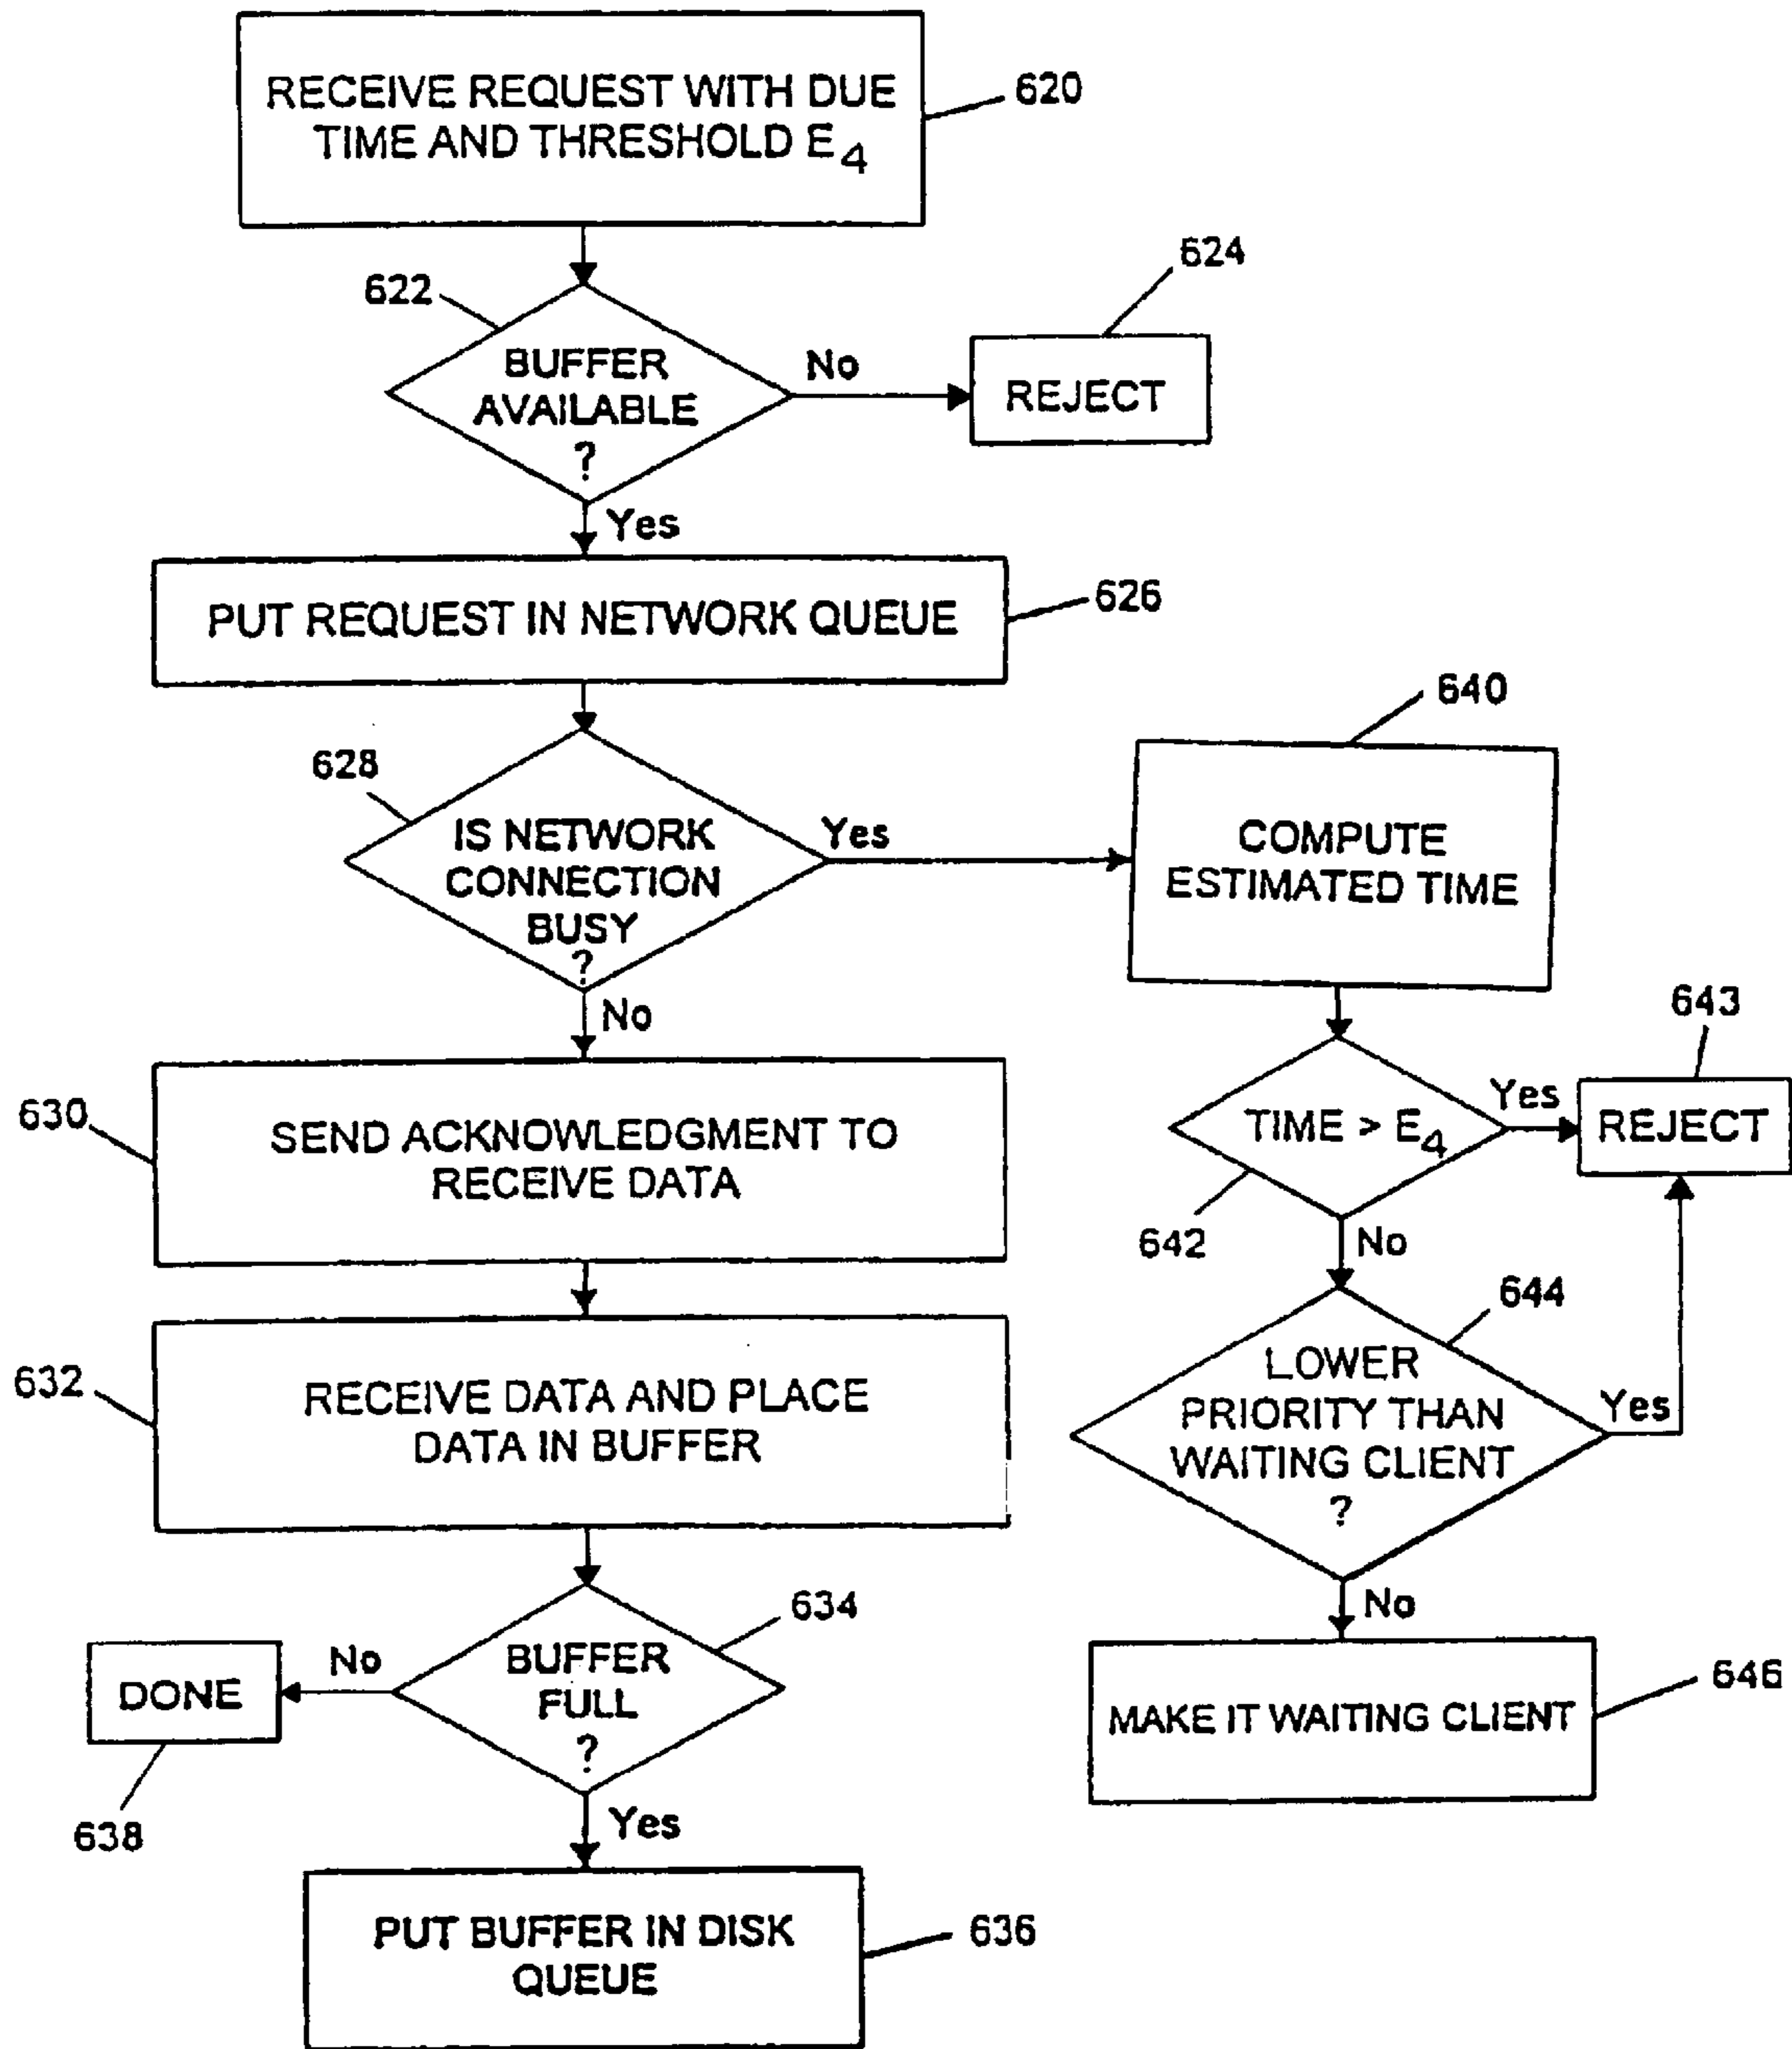 RECEIVE REQUEST WITH DUE
TIME AND THRESHOLD E4
620
622
BUFFER
AVAILABLE
?
No
624
REJECT
Yes
PUT REQUEST IN NETWORK QUEUE
626
628
IS NETWORK
CONNECTION
BUSY
?
Yes
640
COMPUTE
ESTIMATED TIME
No
630
SEND ACKNOWLEDGMENT TO
RECEIVE DATA
TIME > E4
642
Yes
643
REJECT
No
632
RECEIVE DATA AND PLACE
DATA IN BUFFER
644
LOWER
PRIORITY THAN
WAITING CLIENT
?
Yes
No
634
BUFFER
FULL
?
No
DONE
638
646
MAKE IT WAITING CLIENT
Yes
PUT BUFFER IN DISK
QUEUE
636